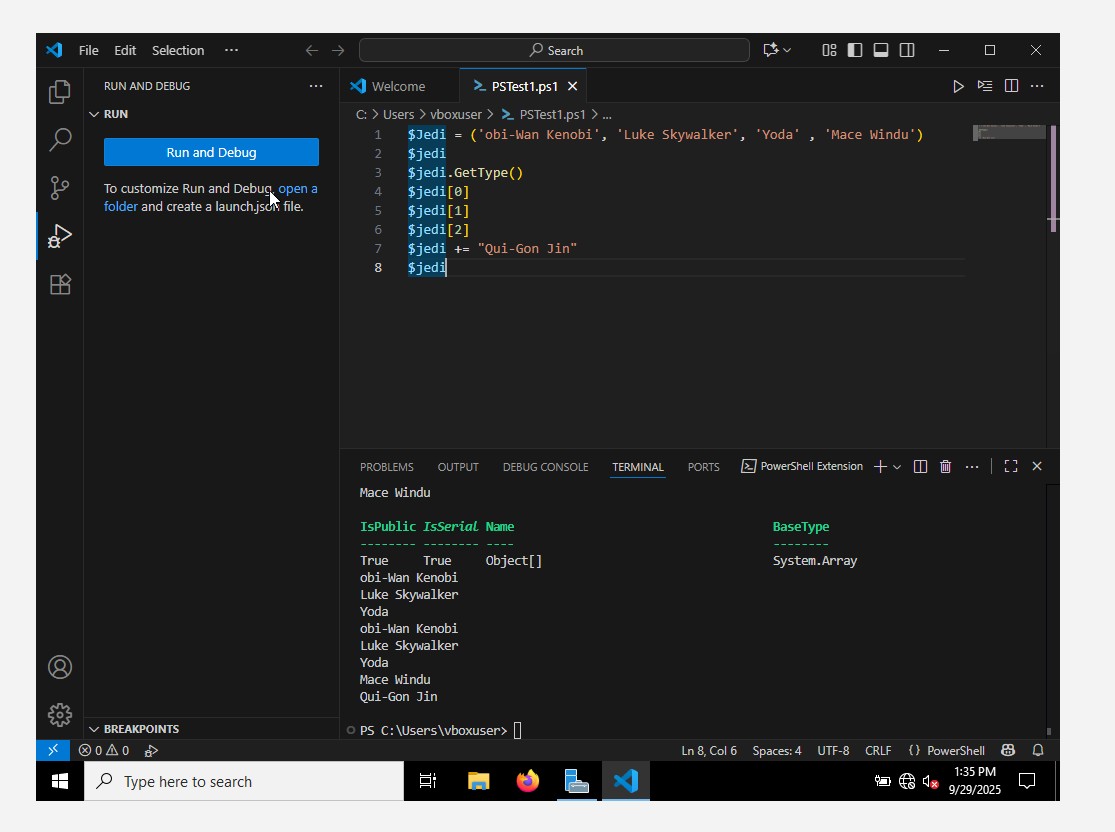 File Edit Selection ··· Search
RUN AND DEBUG ···
RUN
Run and Debug
To customize Run and Debug, open a
folder and create a launch.json file.
BREAKPOINTS
Welcome PSTest1.ps1
C: > Users > vboxuser > PSTest1.ps1 > ...
1 $Jedi = ('obi-Wan Kenobi', 'Luke Skywalker', 'Yoda' , 'Mace Windu')
2 $jedi
3 $jedi.GetType()
4 $jedi[0]
5 $jedi[1]
6 $jedi[2]
7 $jedi += "Qui-Gon Jin"
8 $jedi
PROBLEMS OUTPUT DEBUG CONSOLE TERMINAL PORTS PowerShell Extension
Mace Windu
IsPublic IsSerial Name BaseType
-------- -------- ---- --------
True True Object[] System.Array
obi-Wan Kenobi
Luke Skywalker
Yoda
obi-Wan Kenobi
Luke Skywalker
Yoda
Mace Windu
Qui-Gon Jin
PS C:\Users\vboxuser>
0 0 Ln 8, Col 6 Spaces: 4 UTF-8 CRLF {} PowerShell
Type here to search
1:35 PM
9/29/2025